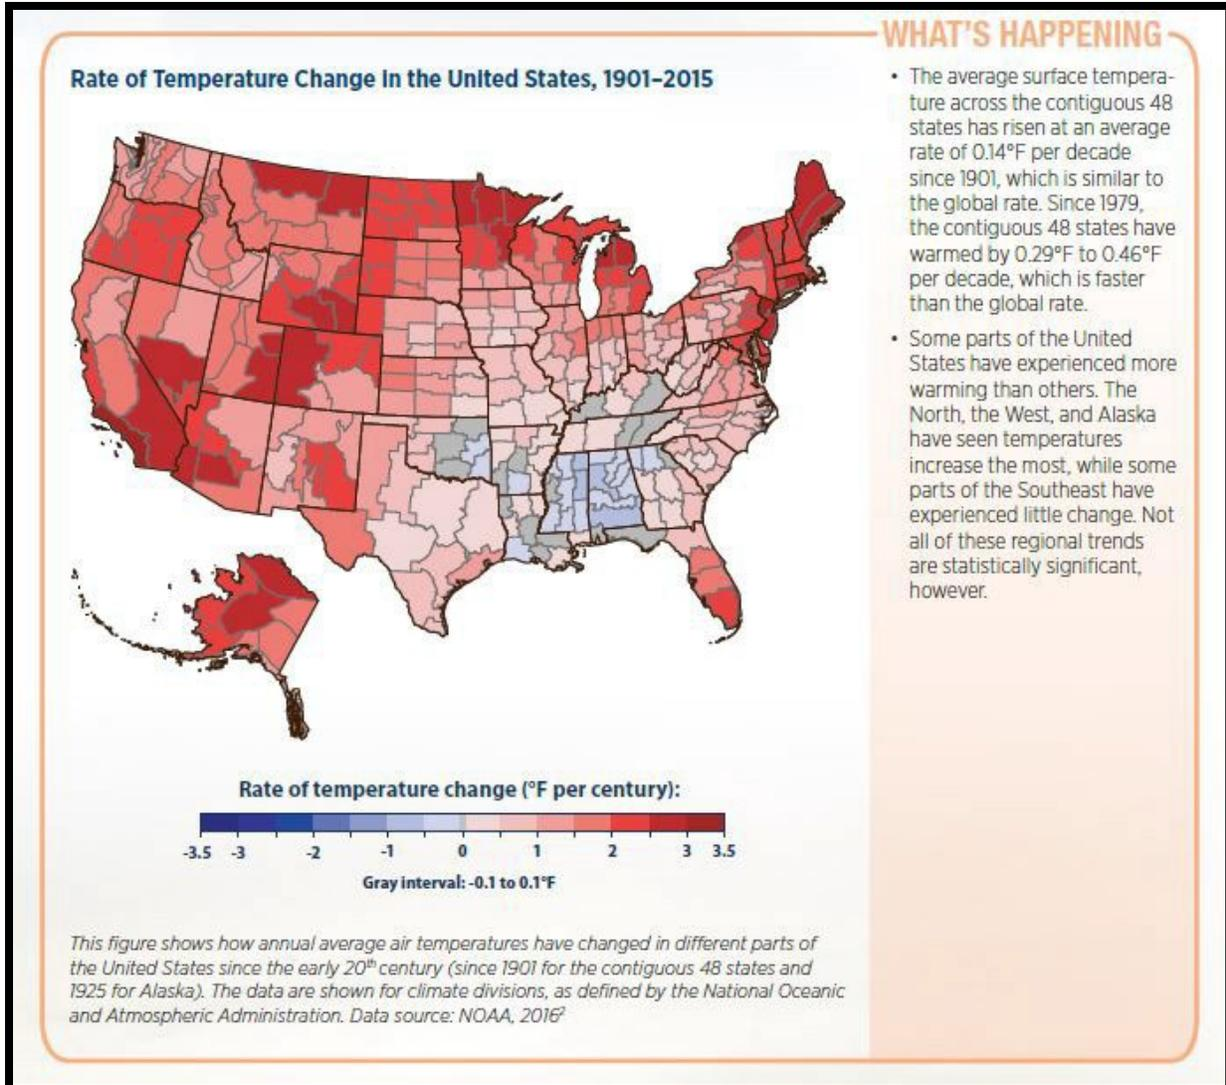 WHAT'S HAPPENING
Rate of Temperature Change in the United States, 1901–2015
• The average surface tempera-
ture across the contiguous 48
states has risen at an average
rate of 0.14°F per decade
since 1901, which is similar to
the global rate. Since 1979,
the contiguous 48 states have
warmed by 0.29°F to 0.46°F
per decade, which is faster
than the global rate.
• Some parts of the United
States have experienced more
warming than others. The
North, the West, and Alaska
have seen temperatures
increase the most, while some
parts of the Southeast have
experienced little change. Not
all of these regional trends
are statistically significant,
however.
Rate of temperature change (°F per century):
-3.5 -3 -2 -1 0 1 2 3 3.5
Gray interval: -0.1 to 0.1°F
This figure shows how annual average air temperatures have changed in different parts of
the United States since the early 20th century (since 1901 for the contiguous 48 states and
1925 for Alaska). The data are shown for climate divisions, as defined by the National Oceanic
and Atmospheric Administration. Data source: NOAA, 2016²